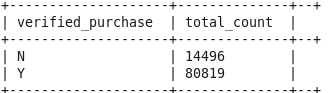 +--------------------+--------------+--+
| verified_purchase  | total_count  |
+--------------------+--------------+--+
| N                  | 14496        |
| Y                  | 80819        |
+--------------------+--------------+--+